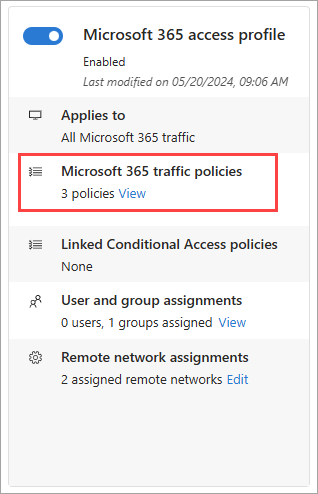 Microsoft 365 access profile
Enabled
Last modified on 05/20/2024, 09:06 AM
Applies to
All Microsoft 365 traffic
Microsoft 365 traffic policies
3 policies View
Linked Conditional Access policies
None
User and group assignments
0 users, 1 groups assigned View
Remote network assignments
2 assigned remote networks Edit